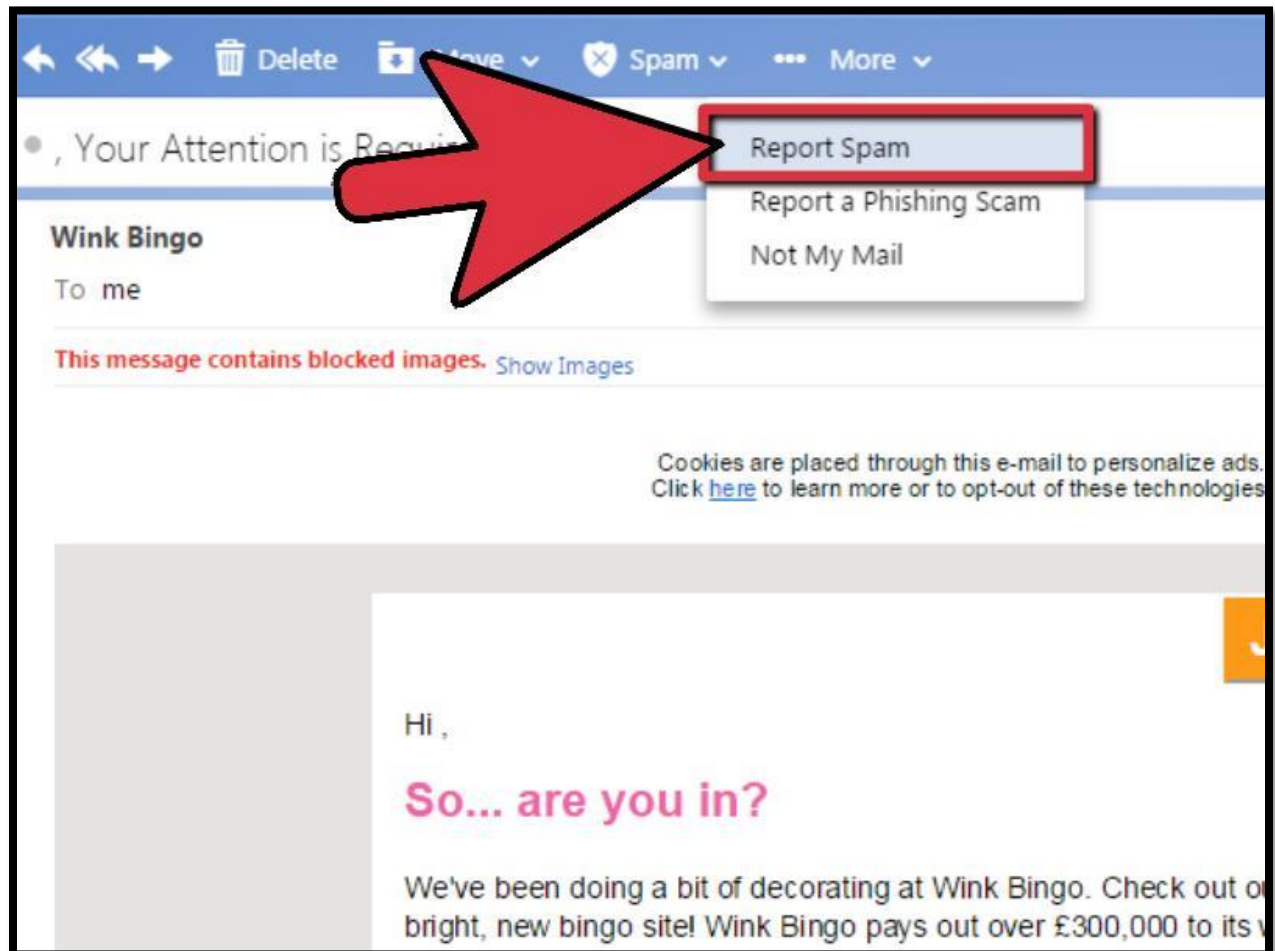 Delete Move Spam More
, Your Attention is
Report Spam
Report a Phishing Scam
Not My Mail
Wink Bingo
To me
This message contains blocked images. Show Images
Cookies are placed through this e-mail to personalize ads.
Click here to learn more or to opt-out of these technologies
Hi ,
So... are you in?
We've been doing a bit of decorating at Wink Bingo. Check out
bright, new bingo site! Wink Bingo pays out over £300,000 to its